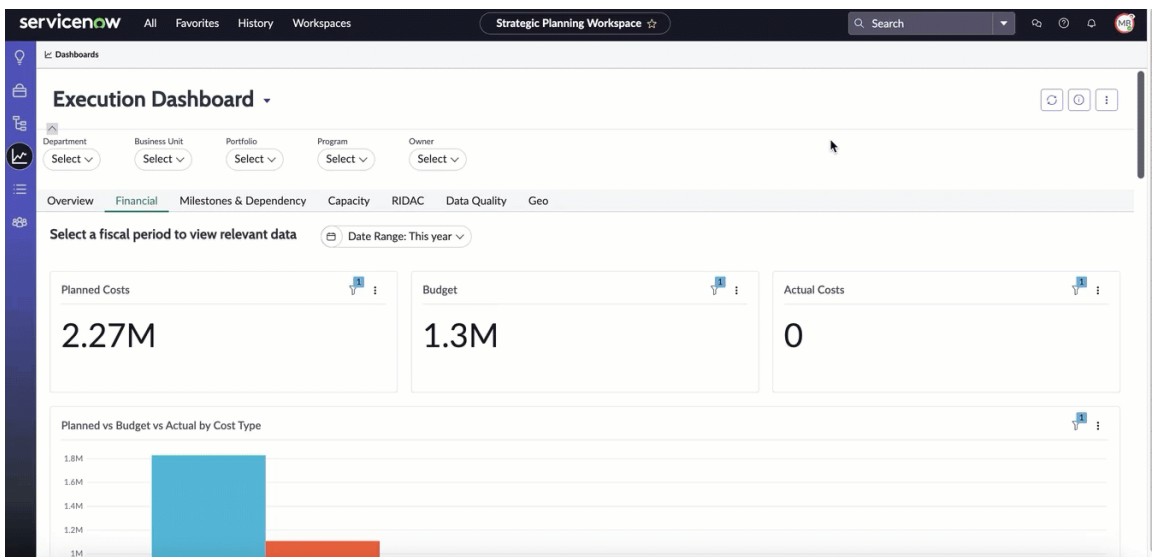 servicenow All Favorites History Workspaces Strategic Planning Workspace Search MB
Dashboards
Execution Dashboard
Department Business Unit Portfolio Program Owner
Select Select Select Select Select
Overview Financial Milestones & Dependency Capacity RIDAC Data Quality Geo
Select a fiscal period to view relevant data Date Range: This year
Planned Costs 1 Budget 1 Actual Costs 1
2.27M 1.3M 0
Planned vs Budget vs Actual by Cost Type 1
1.8M
1.6M
1.4M
1.2M
1M